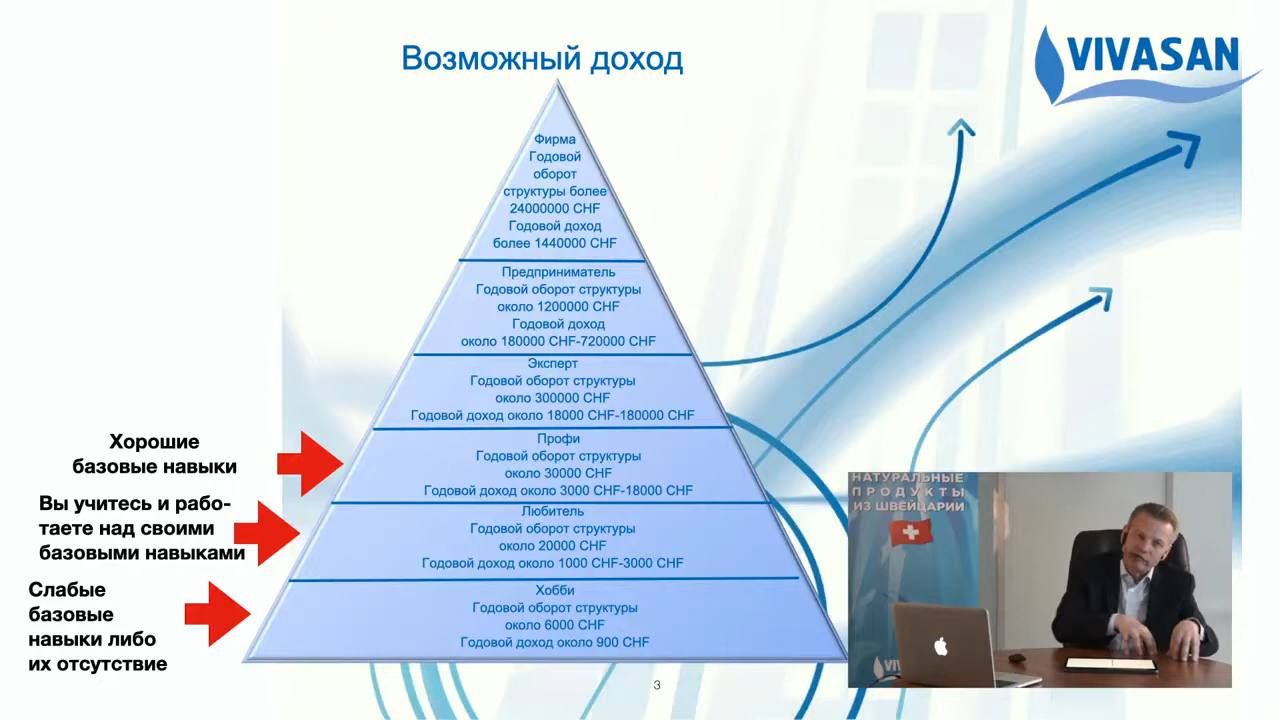 Возможный доход
VIVASAN
Фирма
Годовой
оборот
структуры более
24000000 CHF
Годовой доход
более 1440000 CHF
Предприниматель
Годовой оборот структуры
около 1200000 CHF
Годовой доход
около 180000 CHF-720000 CHF
Эксперт
Годовой оборот структуры
около 300000 CHF
Годовой доход около 18000 CHF-180000 CHF
Хорошие
базовые навыки
Профи
Годовой оборот структуры
около 30000 CHF
Годовой доход около 3000 CHF-18000 CHF
Вы учитесь и рабо-
таете над своими
базовыми навыками
Любитель
Годовой оборот структуры
около 20000 CHF
Годовой доход около 1000 CHF-3000 CHF
Слабые
базовые
навыки либо
их отсутствие
Хобби
Годовой оборот структуры
около 6000 CHF
Годовой доход около 900 CHF
3
НАТУРАЛЬНЫЕ
ПРОДУКТЫ
ИЗ ШВЕЙЦАРИИ